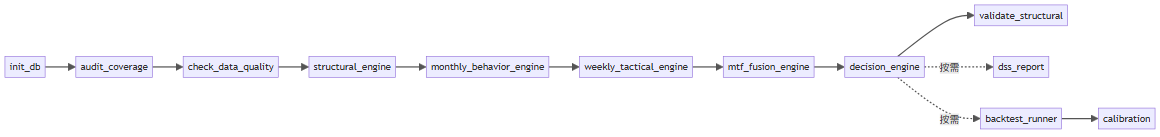 validate_structural
init_db
audit_coverage
check_data_quality
structural_engine
monthly_behavior_engine
weekly_tactical_engine
mtf_fusion_engine
decision_engine
按需
dss_report
按需
backtest_runner
calibration